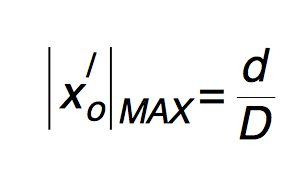 |x′ₒ|MAX = d/D